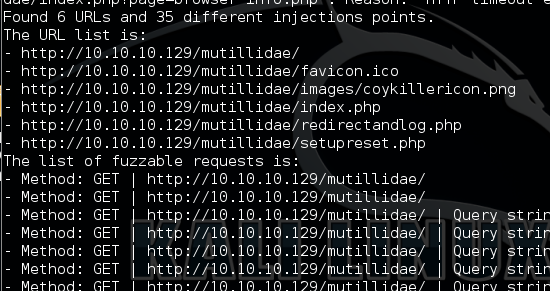 dae/index.php?page=browser-info.php . Reason: "HTTP timeout e
Found 6 URLs and 35 different injections points.
The URL list is:
- http://10.10.10.129/mutillidae/
- http://10.10.10.129/mutillidae/favicon.ico
- http://10.10.10.129/mutillidae/images/coykillericon.png
- http://10.10.10.129/mutillidae/index.php
- http://10.10.10.129/mutillidae/redirectandlog.php
- http://10.10.10.129/mutillidae/setupreset.php
The list of fuzzable requests is:
- Method: GET | http://10.10.10.129/mutillidae/
- Method: GET | http://10.10.10.129/mutillidae/
- Method: GET | http://10.10.10.129/mutillidae/ | Query strin
- Method: GET | http://10.10.10.129/mutillidae/ | Query strin
- Method: GET | http://10.10.10.129/mutillidae/ | Query strin
- Method: GET | http://10.10.10.129/mutillidae/ | Query strin
- Method: GET | http://10.10.10.129/mutillidae/ | Query strin
KALI LINUX